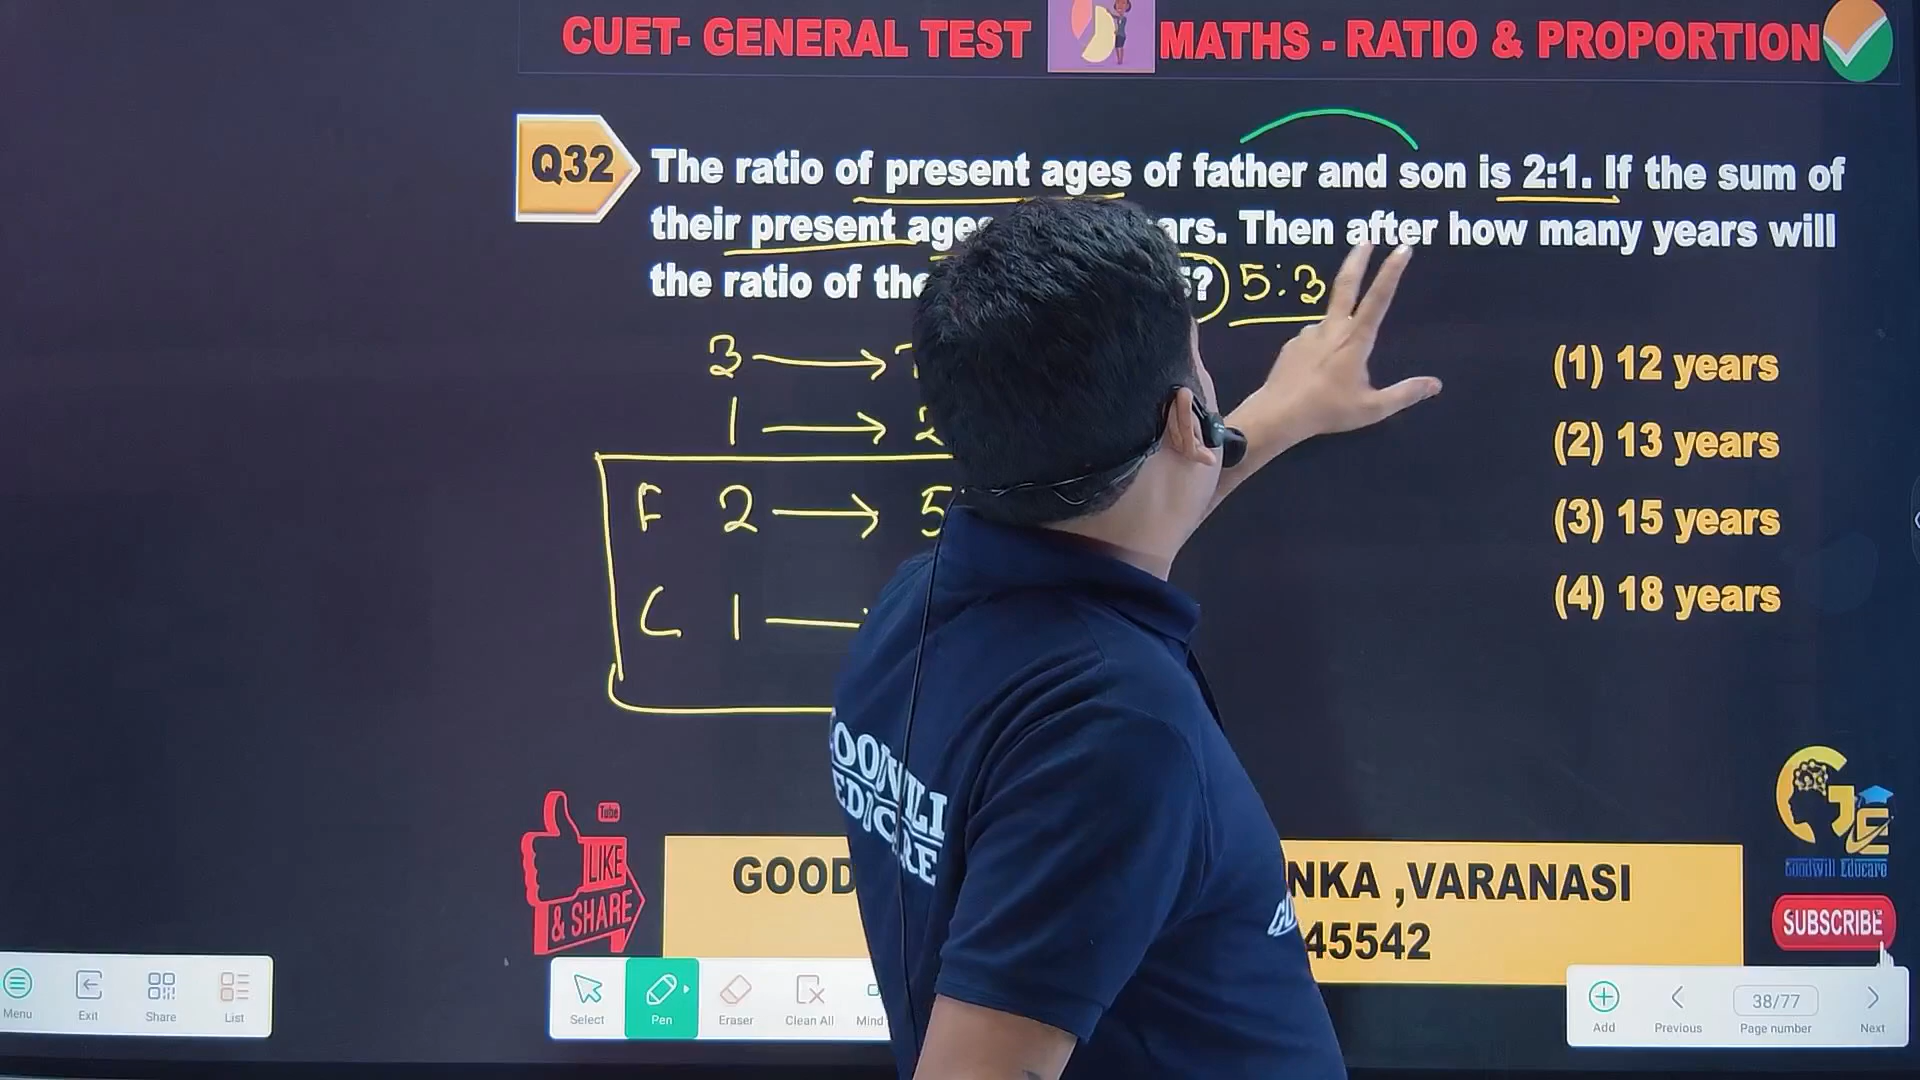 CUET- GENERAL TEST MATHS - RATIO & PROPORTION
Q32
The ratio of present ages of father and son is 2:1. If the sum of
their present ages Then after how many years will
the ratio of the ? 5:3
3
1
F 2 5
C 1
(1) 12 years
(2) 13 years
(3) 15 years
(4) 18 years
EDUCARE
Tube
LIKE
& SHARE
,VARANASI
45542
Goodwill Educare
SUBSCRIBE
Menu Exit Share List
Select Pen Eraser Clean All Mind
Add Previous 38/77 Page number Next